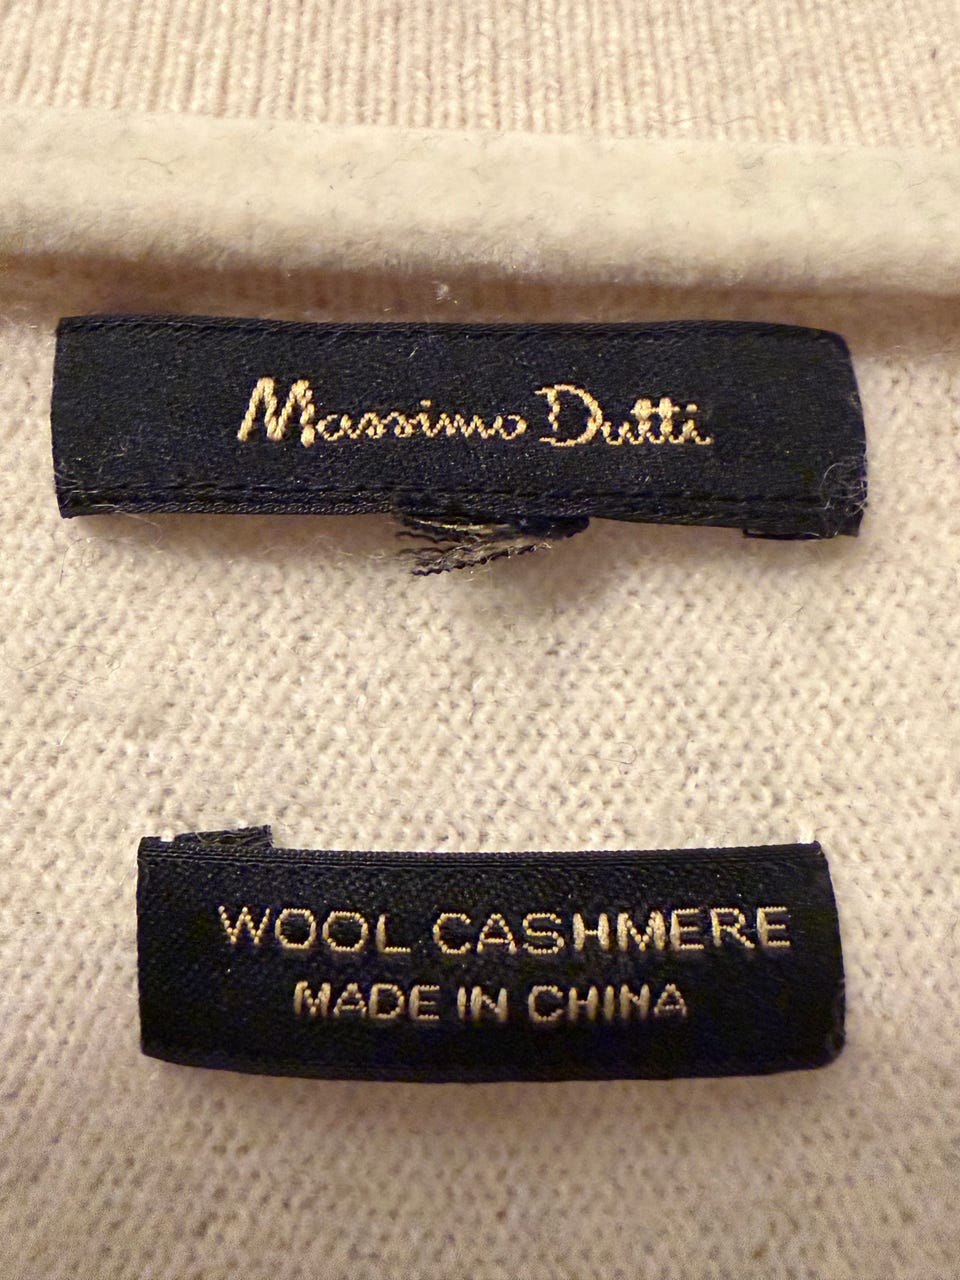 Massimo Dutti
WOOL CASHMERE
MADE IN CHINA